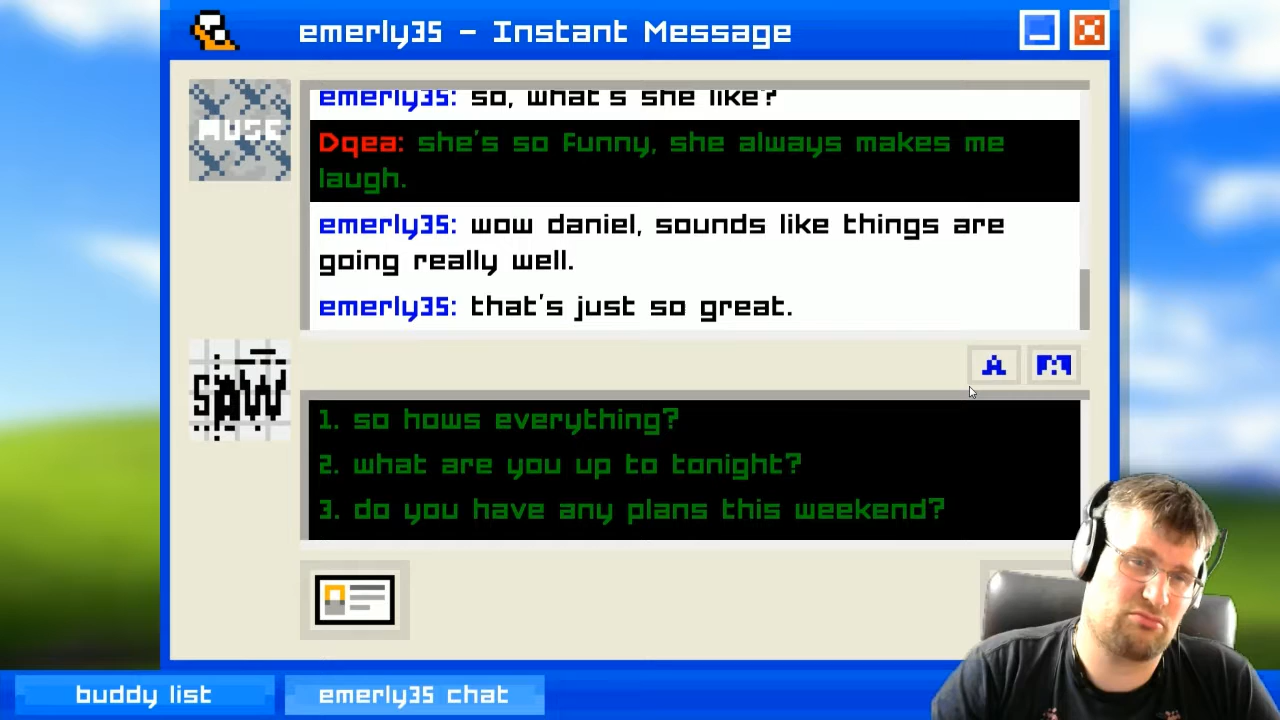 emerly35 - Instant Message
MUSE
emerly35: so, what's she like?
Dqea: she's so funny, she always makes me
laugh.
emerly35: wow daniel, sounds like things are
going really well.
emerly35: that's just so great.
A
SAW
1. so hows everything?
2. what are you up to tonight?
3. do you have any plans this weekend?
buddy list
emerly35 chat